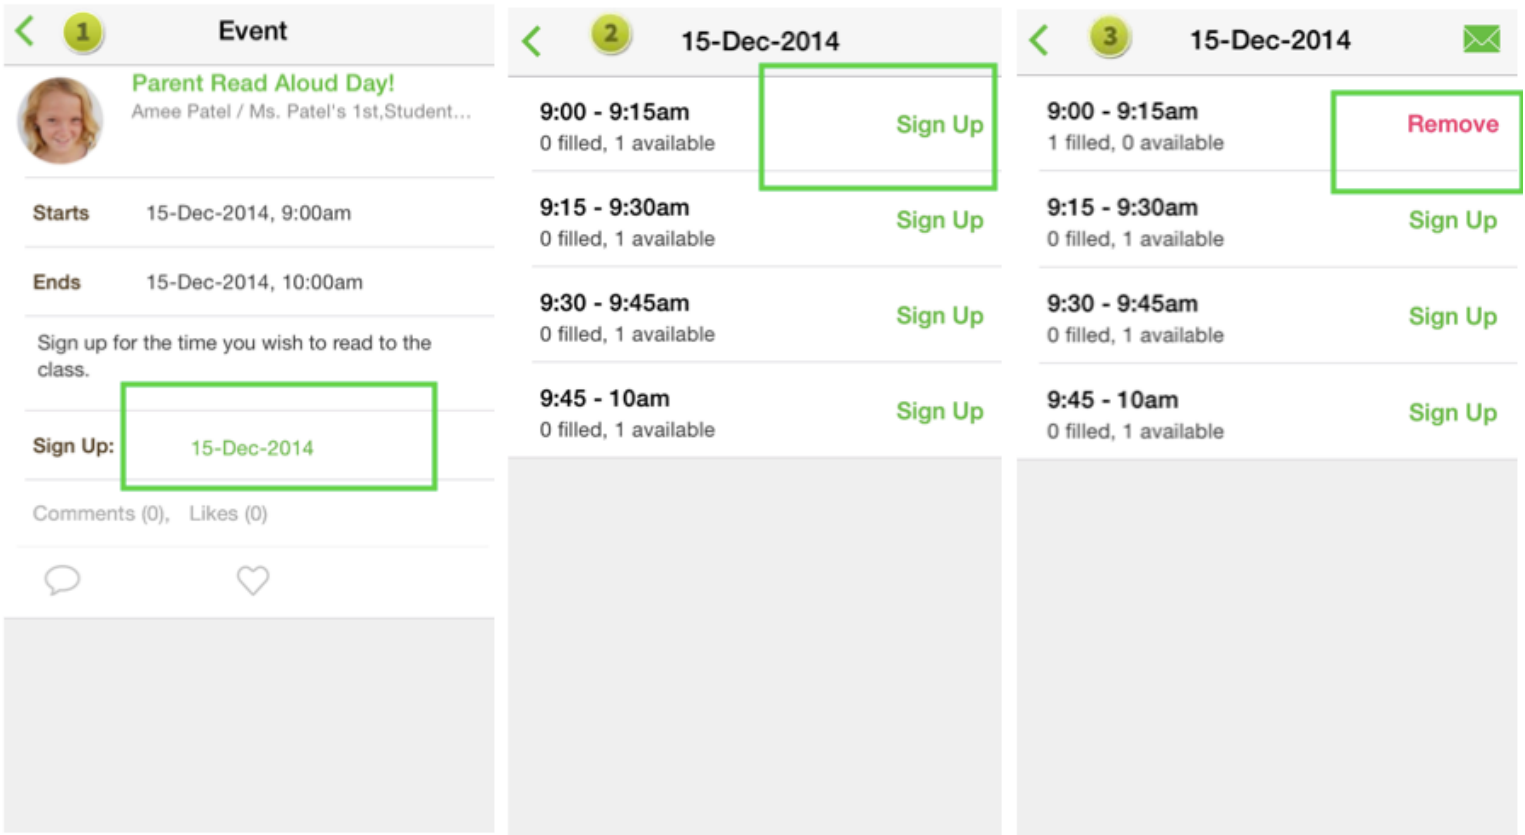 1 Event
Parent Read Aloud Day!
Amee Patel / Ms. Patel's 1st,Student...
Starts 15-Dec-2014, 9:00am
Ends 15-Dec-2014, 10:00am
Sign up for the time you wish to read to the
class.
Sign Up: 15-Dec-2014
Comments (0), Likes (0)
2 15-Dec-2014
9:00 - 9:15am
0 filled, 1 available
Sign Up
9:15 - 9:30am
0 filled, 1 available
Sign Up
9:30 - 9:45am
0 filled, 1 available
Sign Up
9:45 - 10am
0 filled, 1 available
Sign Up
3 15-Dec-2014
9:00 - 9:15am
1 filled, 0 available
Remove
9:15 - 9:30am
0 filled, 1 available
Sign Up
9:30 - 9:45am
0 filled, 1 available
Sign Up
9:45 - 10am
0 filled, 1 available
Sign Up